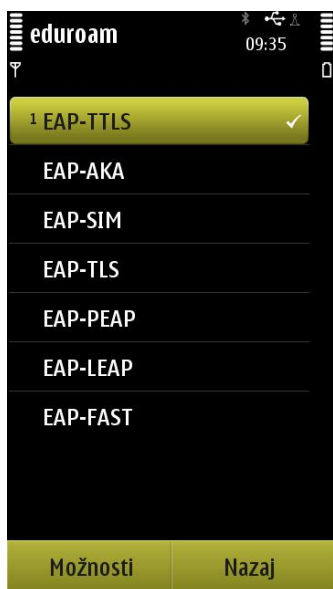 eduroam
09:35
1 EAP-TTLS
EAP-AKA
EAP-SIM
EAP-TLS
EAP-PEAP
EAP-LEAP
EAP-FAST
Možnosti Nazaj